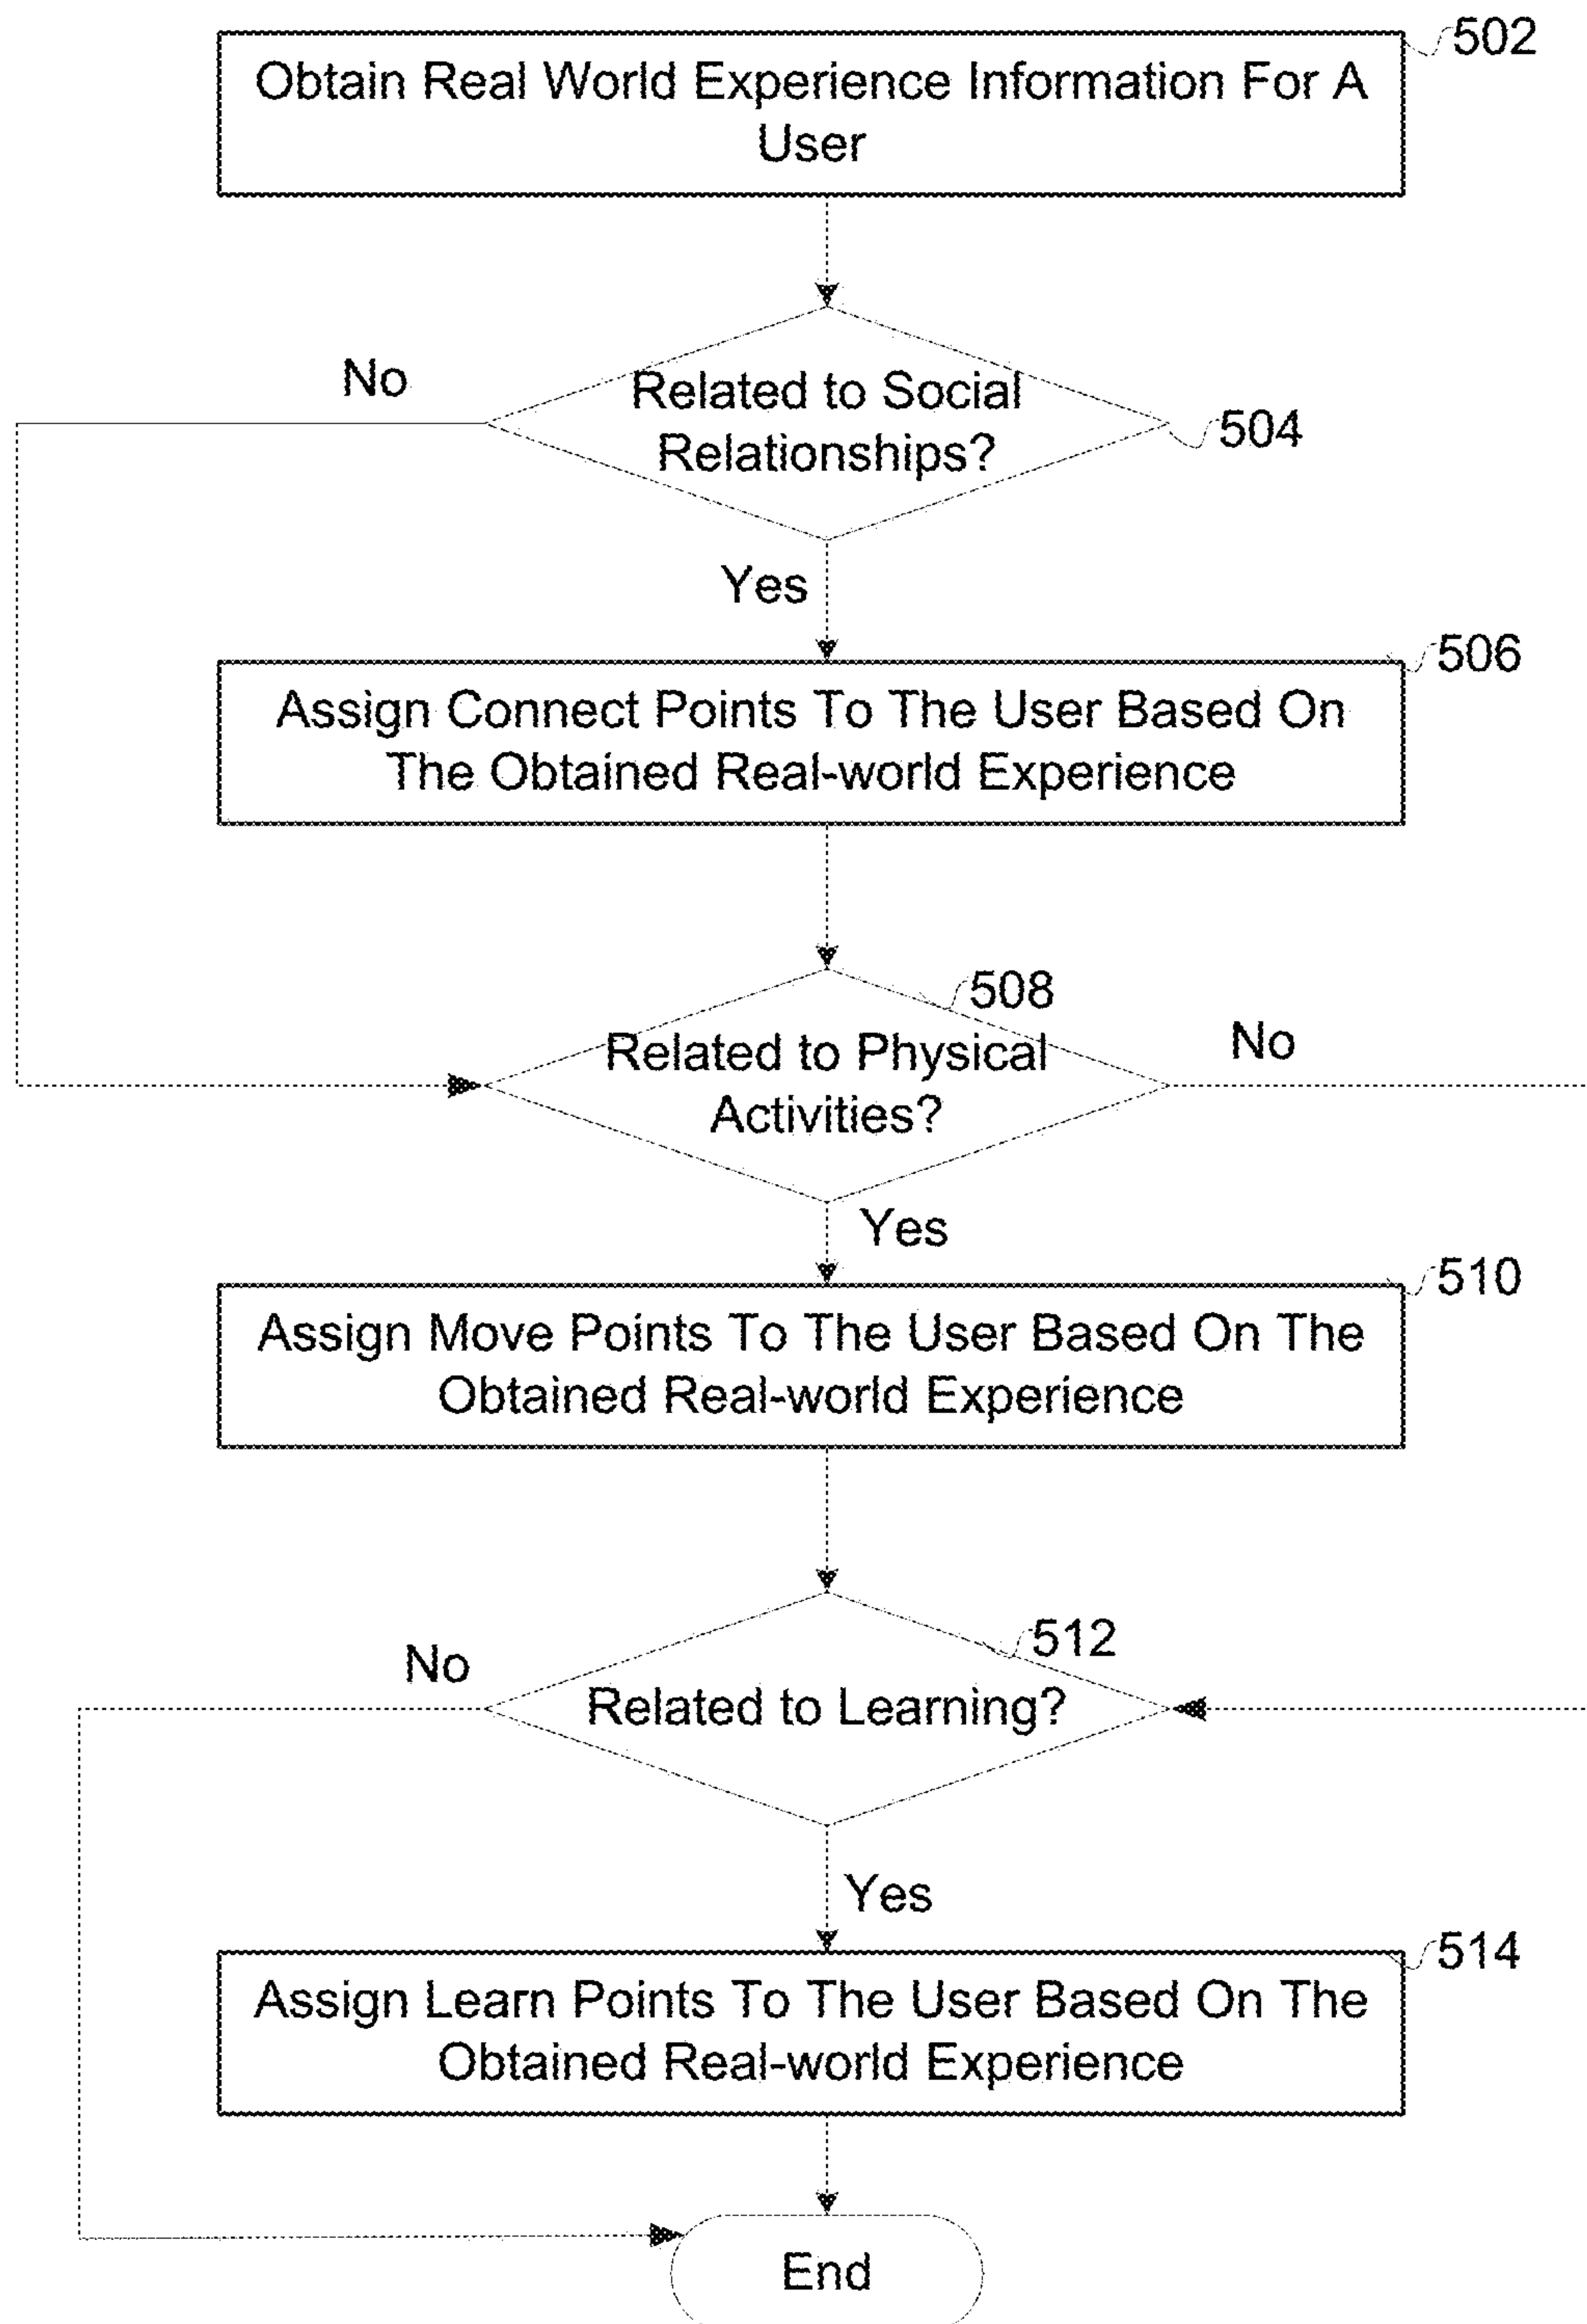 502
Obtain Real World Experience Information For A
User
No
Related to Social
Relationships?
504
Yes
506
Assign Connect Points To The User Based On
The Obtained Real-world Experience
508
Related to Physical
Activities?
No
Yes
510
Assign Move Points To The User Based On The
Obtained Real-world Experience
512
No
Related to Learning?
Yes
514
Assign Learn Points To The User Based On The
Obtained Real-world Experience
End